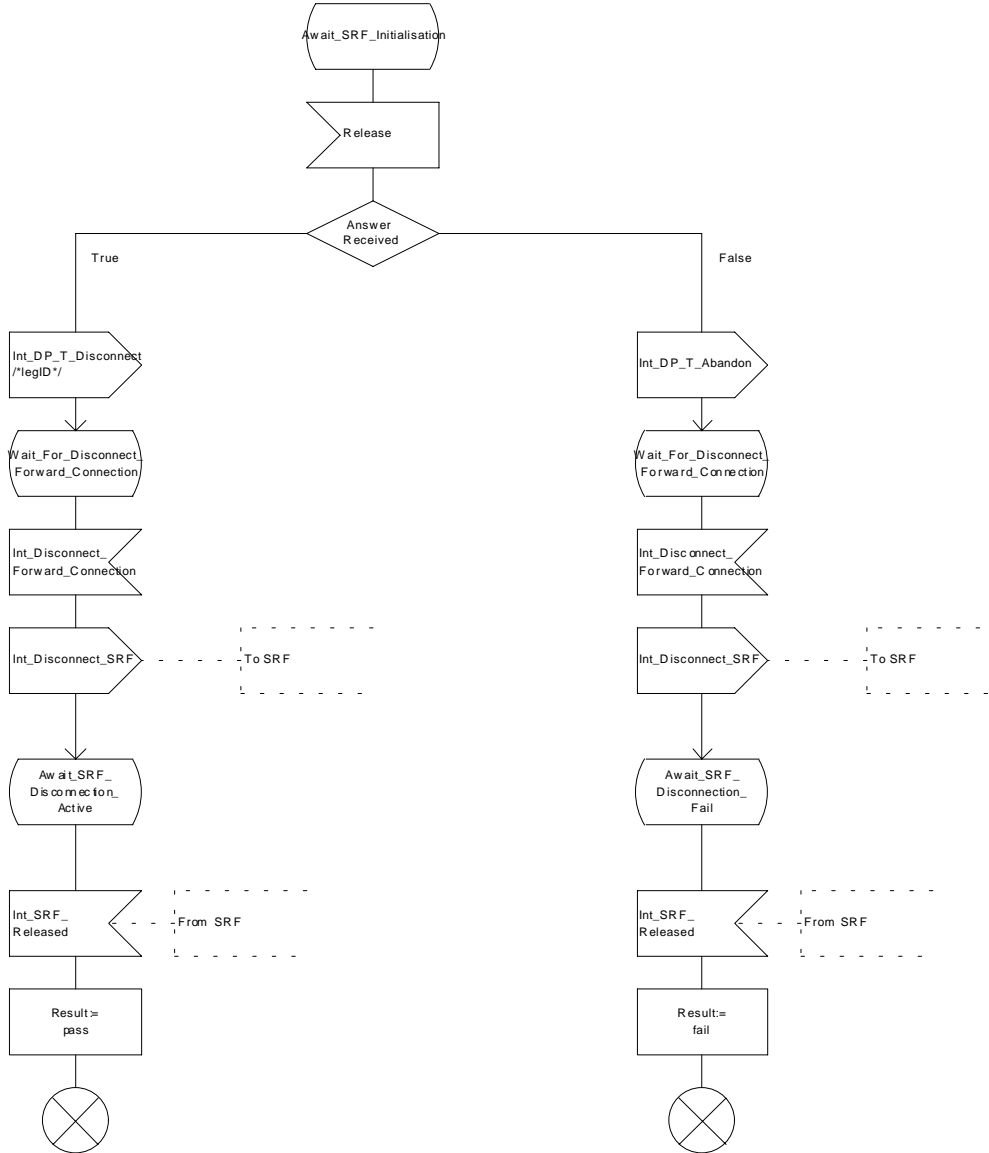 Await_SRF_Initialisation
Release
Answer
Received
True
False
Int_DP_T_Disconnect
/*legID*/
Int_DP_T_Abandon
Wait_For_Disconnect_
Forward_Connection
Wait_For_Disconnect_
Forward_Connection
Int_Disconnect_
Forward_Connection
Int_Disconnect_
Forward_Connection
Int_Disconnect_SRF
To SRF
Int_Disconnect_SRF
To SRF
Await_SRF_
Disconnection_
Active
Await_SRF_
Disconnection_
Fail
Int_SRF_
Released
From SRF
Int_SRF_
Released
From SRF
Result:=
pass
Result:=
fail